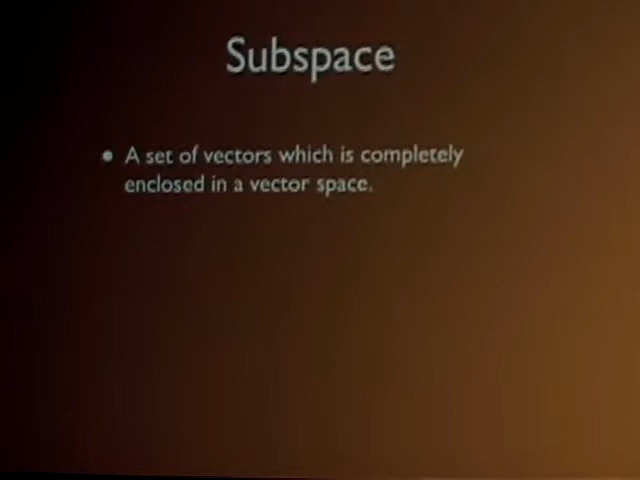 Subspace
• A set of vectors which is completely
enclosed in a vector space.